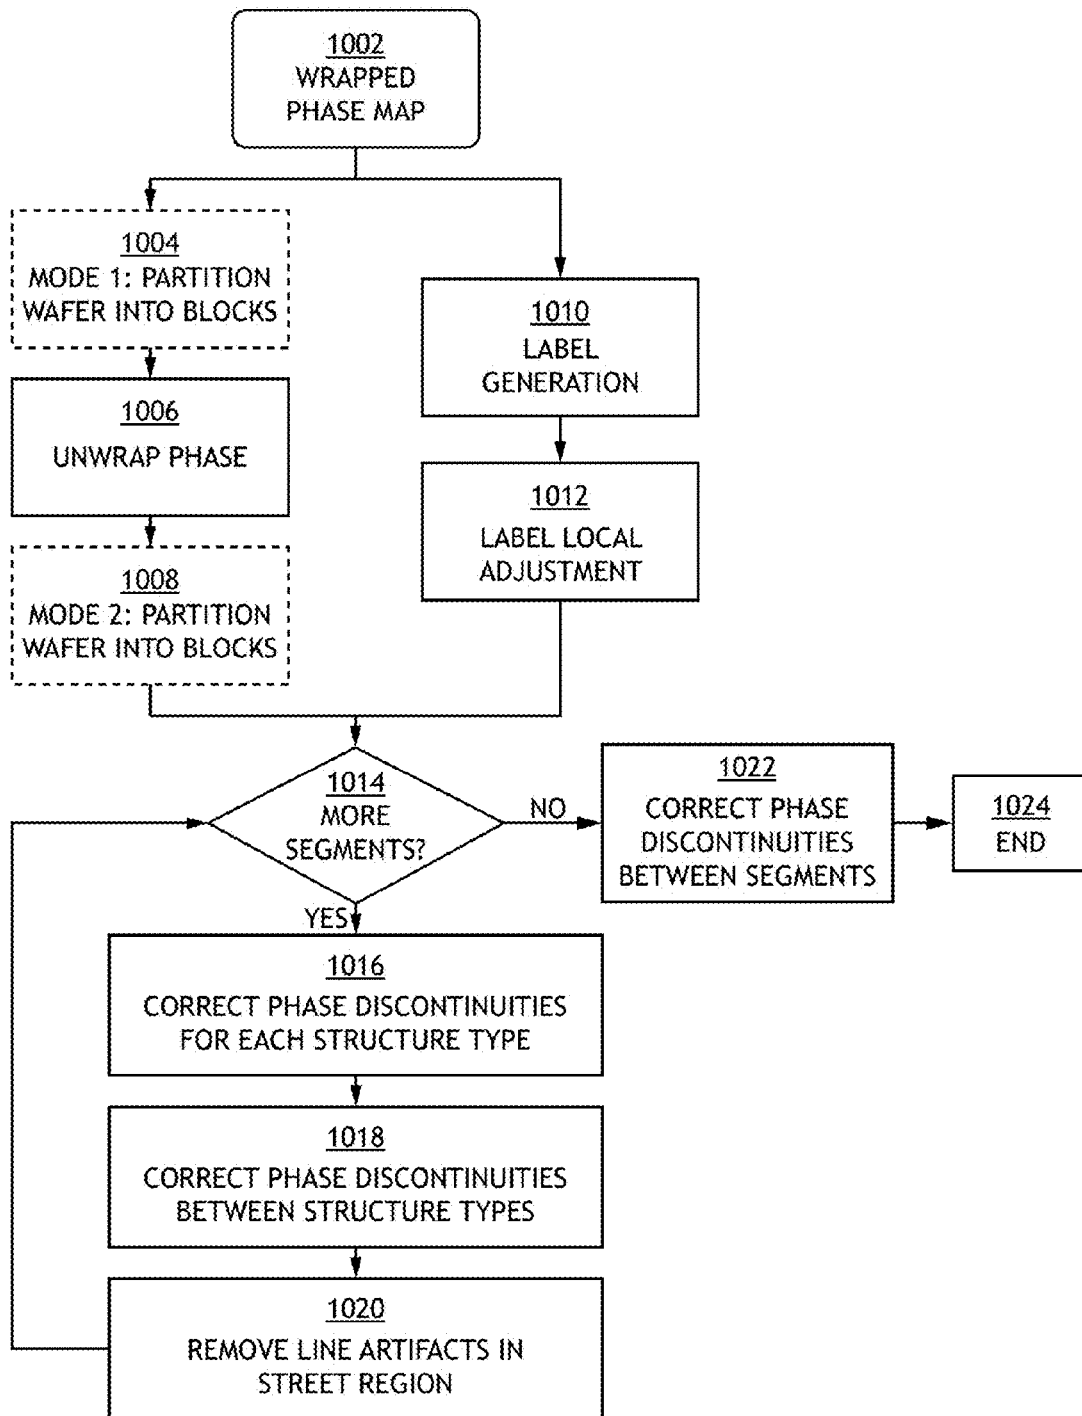 1002
WRAPPED
PHASE MAP
1004
MODE 1: PARTITION
WAFER INTO BLOCKS
1006
UNWRAP PHASE
1008
MODE 2: PARTITION
WAFER INTO BLOCKS
1010
LABEL
GENERATION
1012
LABEL LOCAL
ADJUSTMENT
1014
MORE
SEGMENTS?
NO
1022
CORRECT PHASE
DISCONTINUITIES
BETWEEN SEGMENTS
1024
END
YES
1016
CORRECT PHASE DISCONTINUITIES
FOR EACH STRUCTURE TYPE
1018
CORRECT PHASE DISCONTINUITIES
BETWEEN STRUCTURE TYPES
1020
REMOVE LINE ARTIFACTS IN
STREET REGION